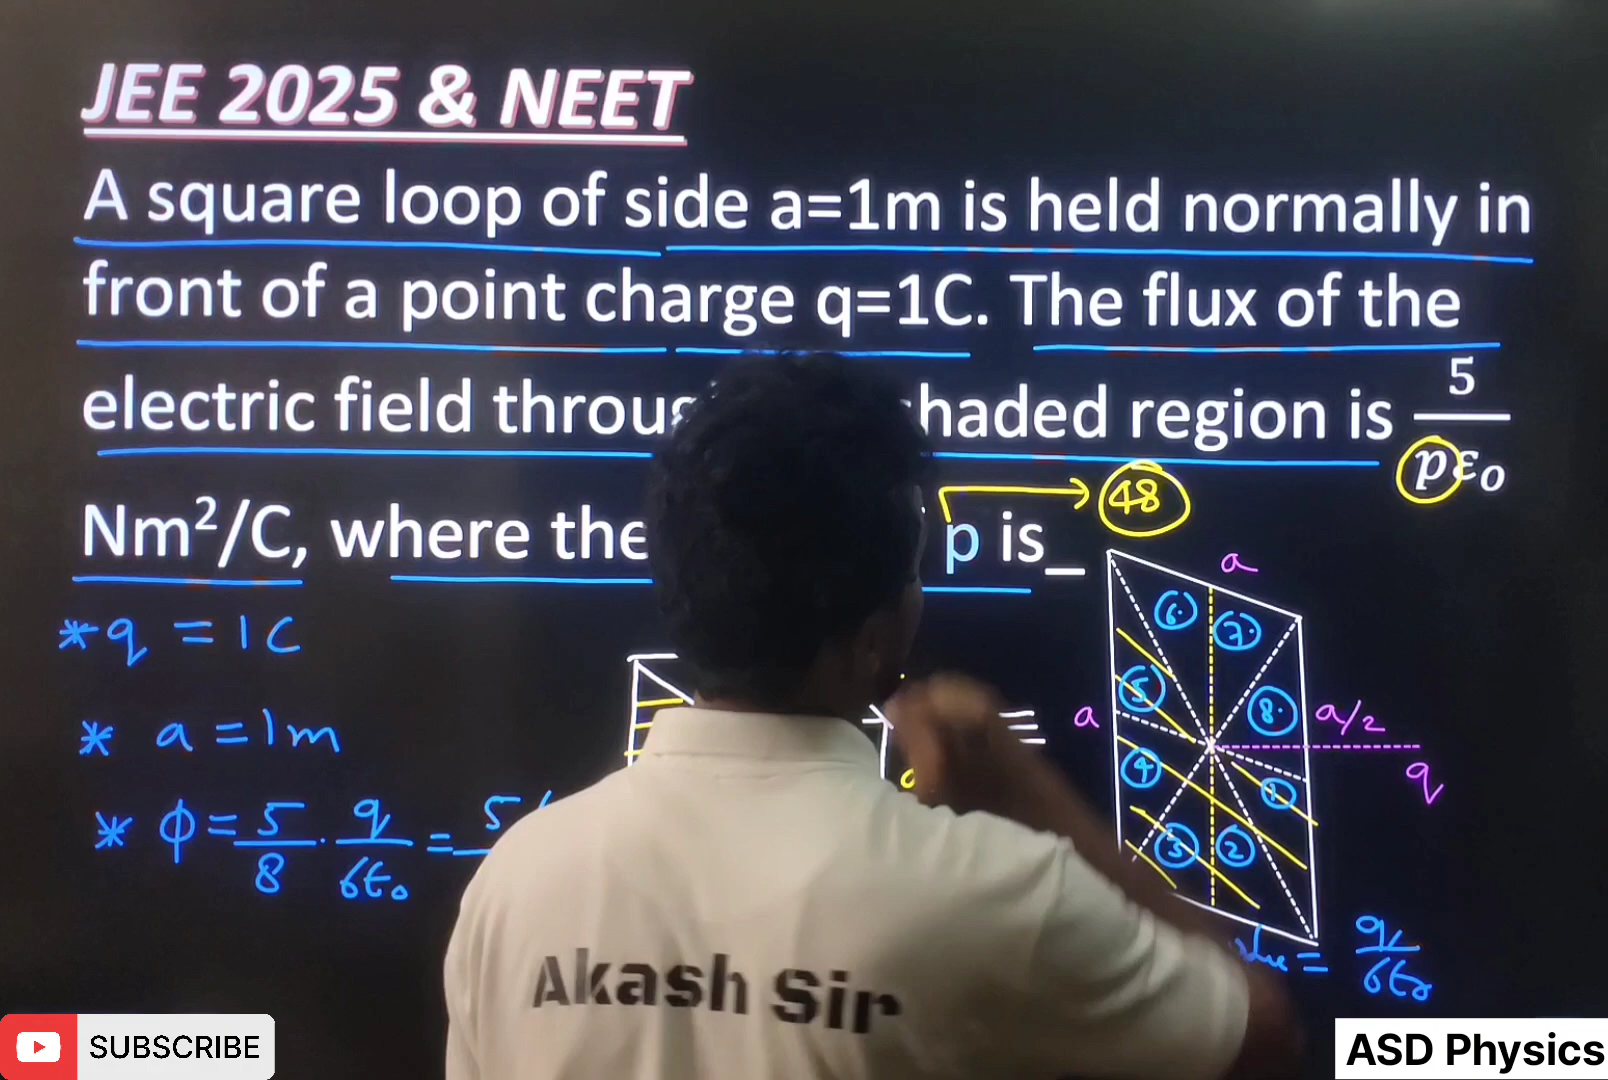 JEE 2025 & NEET
A square loop of side a=1m is held normally in
front of a point charge q=1C. The flux of the
electric field throug haded region is 5/pε₀
Nm²/C, where the p is_
48
* q = 1C
* a = 1m
* ϕ = 5/8 · q/6ε₀ = 5
a
6
7
5
8
a
a/2
4
1
q
3
2
= q/6ε₀
Akash Sir
SUBSCRIBE
ASD Physics